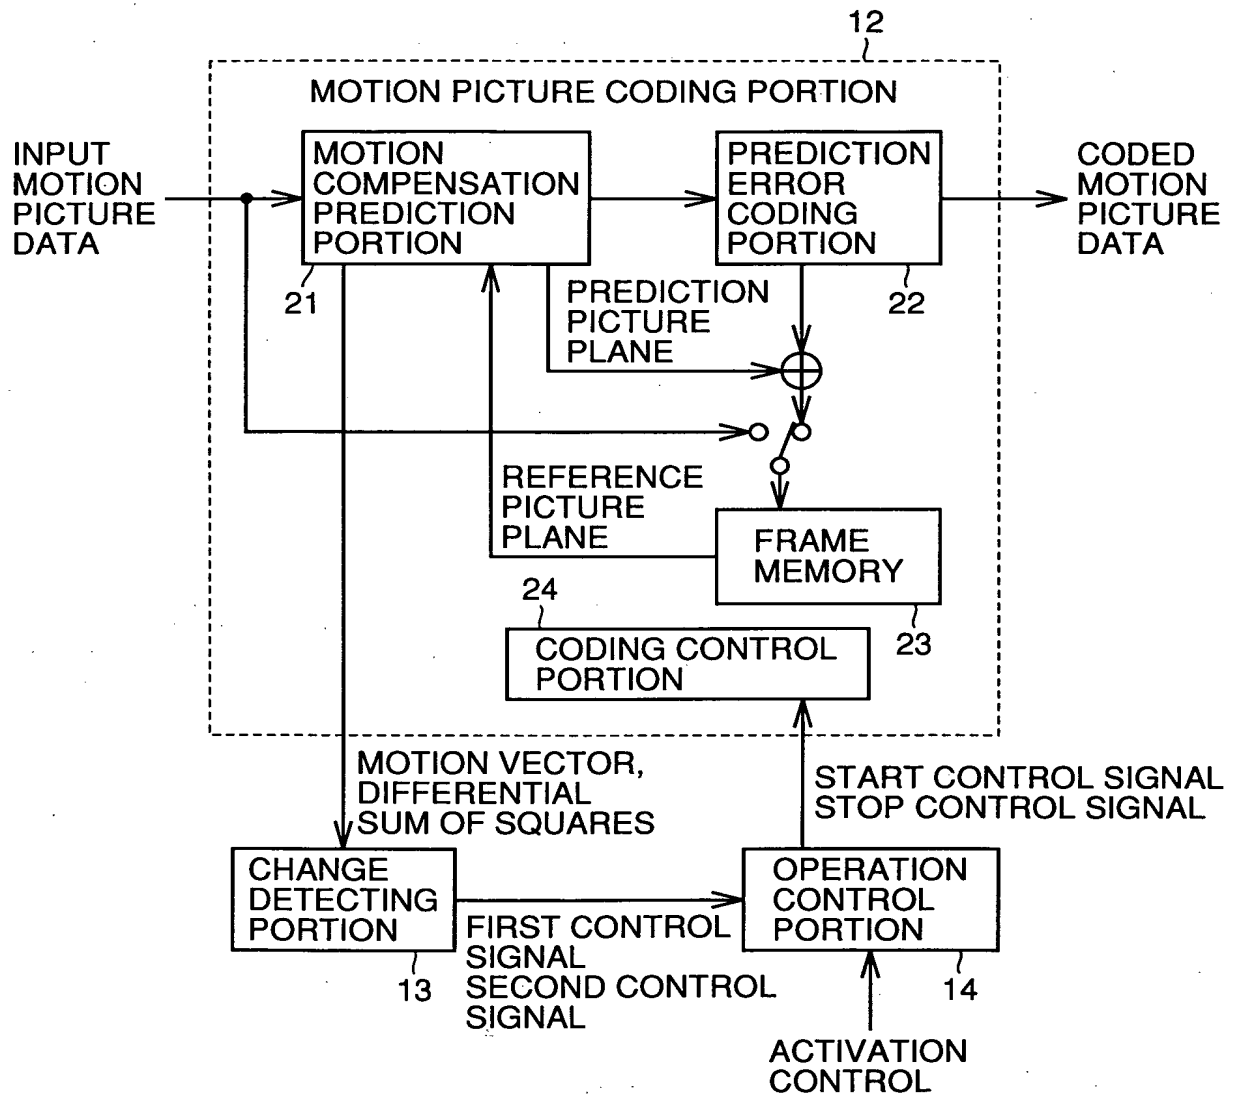 12
MOTION PICTURE CODING PORTION
INPUT
MOTION
PICTURE
DATA
MOTION
COMPENSATION
PREDICTION
PORTION
PREDICTION
ERROR
CODING
PORTION
CODED
MOTION
PICTURE
DATA
21
22
PREDICTION
PICTURE
PLANE
REFERENCE
PICTURE
PLANE
FRAME
MEMORY
23
24
CODING CONTROL
PORTION
MOTION VECTOR,
DIFFERENTIAL
SUM OF SQUARES
START CONTROL SIGNAL
STOP CONTROL SIGNAL
CHANGE
DETECTING
PORTION
13
FIRST CONTROL
SIGNAL
SECOND CONTROL
SIGNAL
OPERATION
CONTROL
PORTION
14
ACTIVATION
CONTROL